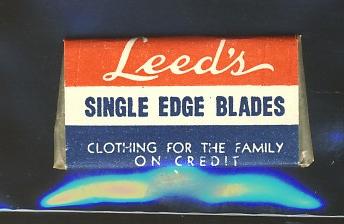 Leed's
SINGLE EDGE BLADES
CLOTHING FOR THE FAMILY
ON CREDIT